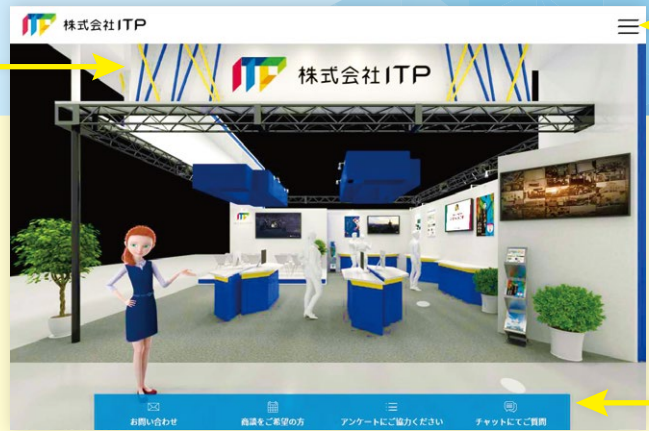 株式会社ITP
株式会社ITP
お問い合わせ
商談をご希望の方
アンケートにご協力ください
チャットにてご質問